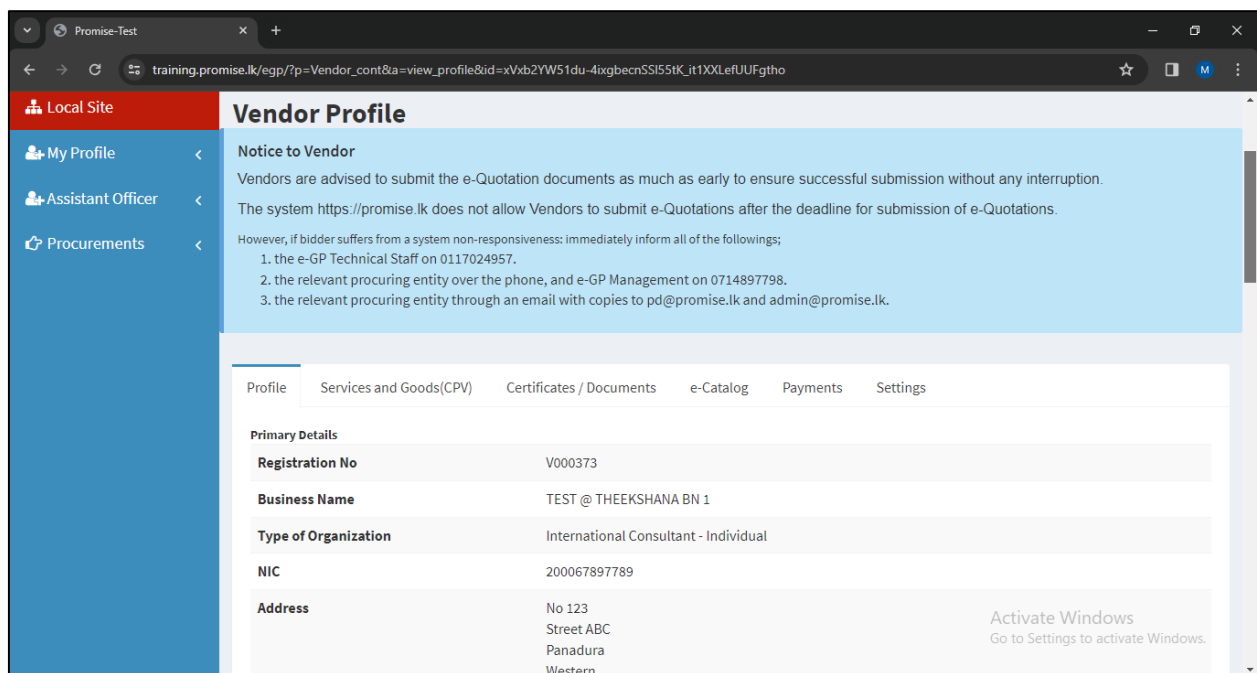 Promise-Test
training.promise.lk/egp/?p=Vendor_cont&a=view_profile&id=xVxb2YW51du-4ixgbecnSSl55tK_it1XXLefUUFgtho
M
Local Site
My Profile
Assistant Officer
Procurements
Vendor Profile
Notice to Vendor
Vendors are advised to submit the e-Quotation documents as much as early to ensure successful submission without any interruption.
The system https://promise.lk does not allow Vendors to submit e-Quotations after the deadline for submission of e-Quotations.
However, if bidder suffers from a system non-responsiveness: immediately inform all of the followings;
1. the e-GP Technical Staff on 0117024957.
2. the relevant procuring entity over the phone, and e-GP Management on 0714897798.
3. the relevant procuring entity through an email with copies to pd@promise.lk and admin@promise.lk.
Profile Services and Goods(CPV) Certificates / Documents e-Catalog Payments Settings
Primary Details
Registration No V000373
Business Name TEST @ THEEKSHANA BN 1
Type of Organization International Consultant - Individual
NIC 200067897789
Address No 123
Street ABC
Panadura
Western
Activate Windows
Go to Settings to activate Windows.